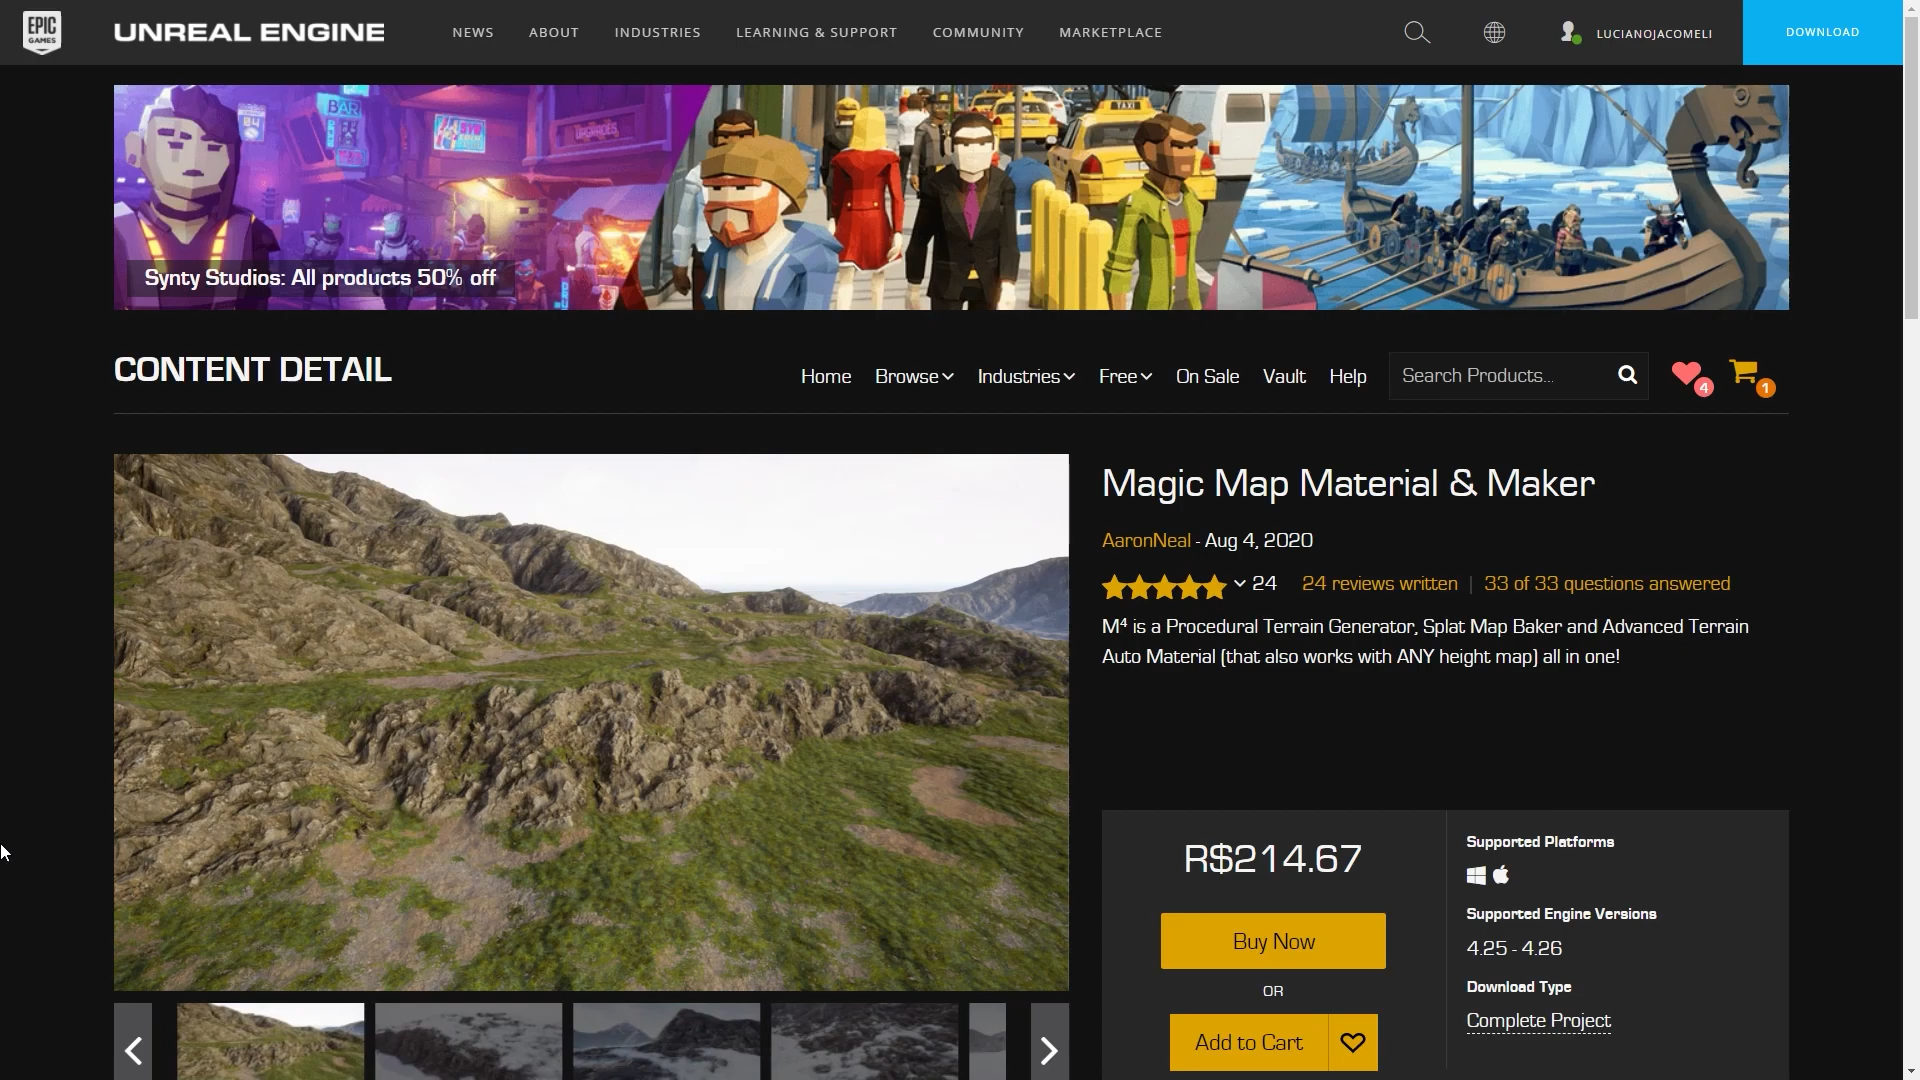 EPIC GAMES
UNREAL ENGINE
NEWS ABOUT INDUSTRIES LEARNING & SUPPORT COMMUNITY MARKETPLACE
LUCIANOJACOMELI
DOWNLOAD
BAR
TAXI
Synty Studios: All products 50% off
CONTENT DETAIL
Home Browse Industries Free On Sale Vault Help
Search Products...
4
1
Magic Map Material & Maker
AaronNeal - Aug 4, 2020
24 24 reviews written | 33 of 33 questions answered
M⁴ is a Procedural Terrain Generator, Splat Map Baker and Advanced Terrain
Auto Material (that also works with ANY height map) all in one!
R$214.67
Buy Now
OR
Add to Cart
Supported Platforms
Supported Engine Versions
4.25 - 4.26
Download Type
Complete Project